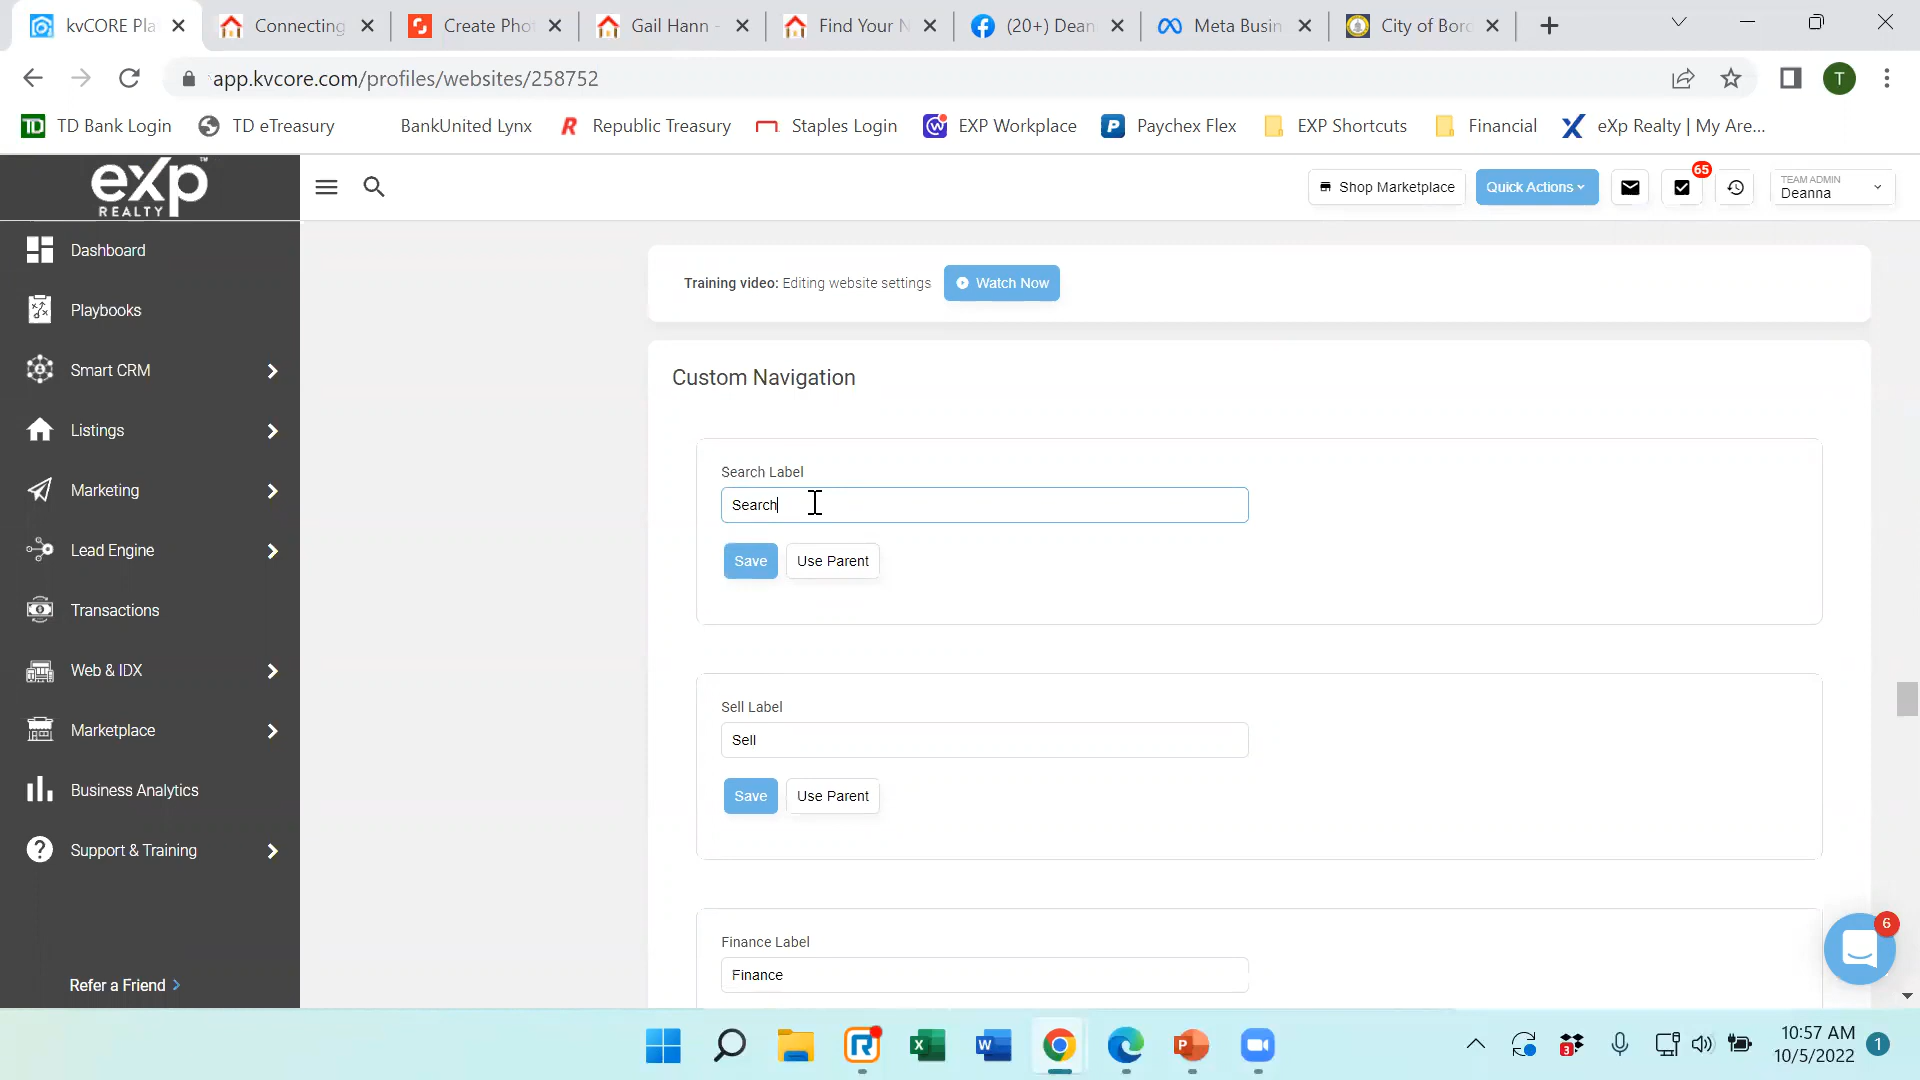 kvCORE Pla
Connecting
Create Phot
Gail Hann -
Find Your N
(20+) Dean
Meta Busin
City of Bord
app.kvcore.com/profiles/websites/258752
T
TD Bank Login
TD eTreasury
BankUnited Lynx
Republic Treasury
Staples Login
EXP Workplace
Paychex Flex
EXP Shortcuts
Financial
eXp Realty | My Are...
eXp REALTY
Shop Marketplace
Quick Actions
65
TEAM ADMIN
Deanna
Dashboard
Playbooks
Smart CRM
Listings
Marketing
Lead Engine
Transactions
Web & IDX
Marketplace
Business Analytics
Support & Training
Refer a Friend
Training video: Editing website settings
Watch Now
Custom Navigation
Search Label
Search
Save
Use Parent
Sell Label
Sell
Save
Use Parent
Finance Label
Finance
6
3
10:57 AM
10/5/2022
1